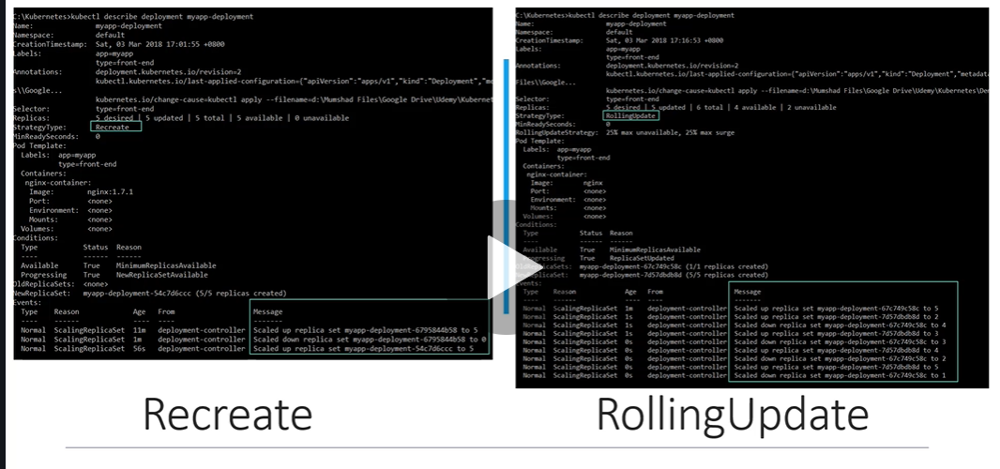 C:\Kubernetes>kubectl describe deployment myapp-deployment
Name: myapp-deployment
Namespace: default
CreationTimestamp: Sat, 03 Mar 2018 17:01:55 +0800
Labels: app=myapp
type=front-end
Annotations: deployment.kubernetes.io/revision=2
kubectl.kubernetes.io/last-applied-configuration={"apiVersion":"apps/v1","kind":"Deployment","me
s\\Google...
kubernetes.io/change-cause=kubectl apply --filename=d:\Mumshad Files\Google Drive\Udemy\Kubernet
Selector: type=front-end
Replicas: 5 desired | 5 updated | 5 total | 5 available | 0 unavailable
StrategyType: Recreate
MinReadySeconds: 0
Pod Template:
Labels: app=myapp
type=front-end
Containers:
nginx-container:
Image: nginx:1.7.1
Port: <none>
Environment: <none>
Mounts: <none>
Volumes: <none>
Conditions:
Type Status Reason
---- ------ ------
Available True MinimumReplicasAvailable
Progressing True NewReplicaSetAvailable
OldReplicaSets: <none>
NewReplicaSet: myapp-deployment-54c7d6ccc (5/5 replicas created)
Events:
Type Reason Age From Message
---- ------ ---- ---- -------
Normal ScalingReplicaSet 11m deployment-controller Scaled up replica set myapp-deployment-6795844b58 to 5
Normal ScalingReplicaSet 1m deployment-controller Scaled down replica set myapp-deployment-6795844b58 to 0
Normal ScalingReplicaSet 56s deployment-controller Scaled up replica set myapp-deployment-54c7d6ccc to 5
Recreate
C:\Kubernetes>kubectl describe deployment myapp-deployment
Name: myapp-deployment
Namespace: default
CreationTimestamp: Sat, 03 Mar 2018 17:16:53 +0800
Labels: app=myapp
type=front-end
Annotations: deployment.kubernetes.io/revision=2
kubectl.kubernetes.io/last-applied-configuration={"apiVersion":"apps/v1","kind":"Deployment","metadat
Files\\Google...
kubernetes.io/change-cause=kubectl apply --filename=d:\Mumshad Files\Google Drive\Udemy\Kubernetes\De
Selector: type=front-end
Replicas: 5 desired | 5 updated | 6 total | 4 available | 2 unavailable
StrategyType: RollingUpdate
MinReadySeconds: 0
RollingUpdateStrategy: 25% max unavailable, 25% max surge
Pod Template:
Labels: app=myapp
type=front-end
Containers:
nginx-container:
Image: nginx
Port: <none>
Environment: <none>
Mounts: <none>
Volumes: <none>
Conditions:
Type Status Reason
---- ------ ------
Available True MinimumReplicasAvailable
Progressing True ReplicaSetUpdated
OldReplicaSets: myapp-deployment-67c749c58c (1/1 replicas created)
NewReplicaSet: myapp-deployment-7d57dbdb8d (5/5 replicas created)
Events:
Type Reason Age From Message
---- ------ ---- ---- -------
Normal ScalingReplicaSet 1m deployment-controller Scaled up replica set myapp-deployment-67c749c58c to 5
Normal ScalingReplicaSet 1s deployment-controller Scaled up replica set myapp-deployment-7d57dbdb8d to 2
Normal ScalingReplicaSet 1s deployment-controller Scaled down replica set myapp-deployment-67c749c58c to 4
Normal ScalingReplicaSet 1s deployment-controller Scaled up replica set myapp-deployment-7d57dbdb8d to 3
Normal ScalingReplicaSet 0s deployment-controller Scaled down replica set myapp-deployment-67c749c58c to 3
Normal ScalingReplicaSet 0s deployment-controller Scaled up replica set myapp-deployment-7d57dbdb8d to 4
Normal ScalingReplicaSet 0s deployment-controller Scaled down replica set myapp-deployment-67c749c58c to 2
Normal ScalingReplicaSet 0s deployment-controller Scaled up replica set myapp-deployment-7d57dbdb8d to 5
Normal ScalingReplicaSet 0s deployment-controller Scaled down replica set myapp-deployment-67c749c58c to 1
RollingUpdate